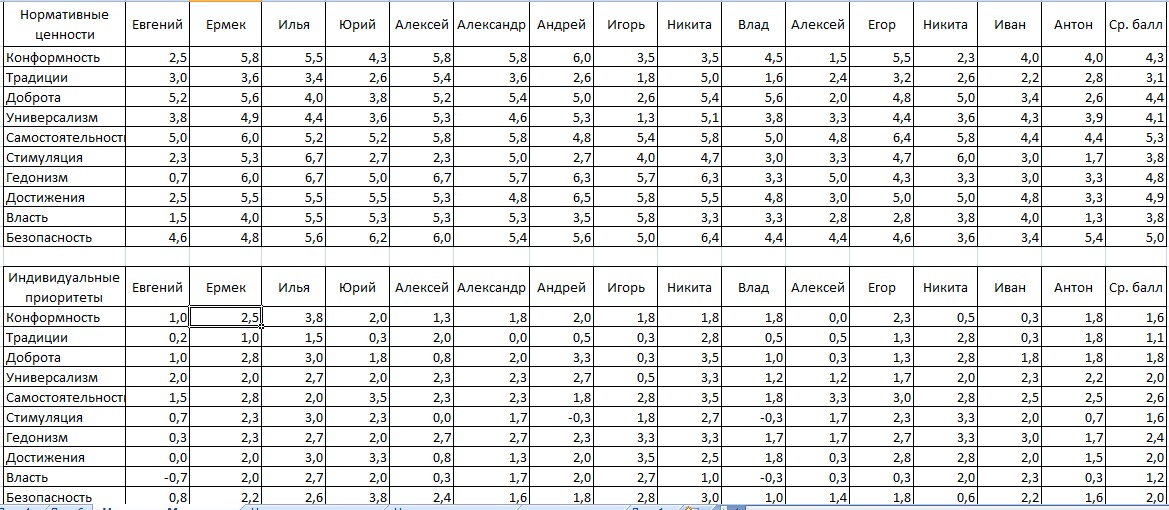 Нормативные ценности Евгений Ермек Илья Юрий Алексей Александр Андрей Игорь Никита Влад Алексей Егор Никита Иван Антон Ср. балл
Конформность 2,5 5,8 5,5 4,3 5,8 5,8 6,0 3,5 3,5 4,5 1,5 5,5 2,3 4,0 4,0 4,3
Традиции 3,0 3,6 3,4 2,6 5,4 3,6 2,6 1,8 5,0 1,6 2,4 3,2 2,6 2,2 2,8 3,1
Доброта 5,2 5,6 4,0 3,8 5,2 5,4 5,0 2,6 5,4 5,6 2,0 4,8 5,0 3,4 2,6 4,4
Универсализм 3,8 4,9 4,4 3,6 5,3 4,6 5,3 1,3 5,1 3,8 3,3 4,4 3,6 4,3 3,9 4,1
Самостоятельность 5,0 6,0 5,2 5,2 5,8 5,8 4,8 5,4 5,8 5,0 4,8 6,4 5,8 4,4 4,4 5,3
Стимуляция 2,3 5,3 6,7 2,7 2,3 5,0 2,7 4,0 4,7 3,0 3,3 4,7 6,0 3,0 1,7 3,8
Гедонизм 0,7 6,0 6,7 5,0 6,7 5,7 6,3 5,7 6,3 3,3 5,0 4,3 3,3 3,0 3,3 4,8
Достижения 2,5 5,5 5,5 5,5 5,3 4,8 6,5 5,8 5,5 4,8 3,0 5,0 5,0 4,8 3,3 4,9
Власть 1,5 4,0 5,5 5,3 5,3 5,3 3,5 5,8 3,3 3,3 2,8 2,8 3,8 4,0 1,3 3,8
Безопасность 4,6 4,8 5,6 6,2 6,0 5,4 5,6 5,0 6,4 4,4 4,4 4,6 3,6 3,4 5,4 5,0
Индивидуальные приоритеты Евгений Ермек Илья Юрий Алексей Александр Андрей Игорь Никита Влад Алексей Егор Никита Иван Антон Ср. балл
Конформность 1,0 2,5 3,8 2,0 1,3 1,8 2,0 1,8 1,8 1,8 0,0 2,3 0,5 0,3 1,8 1,6
Традиции 0,2 1,0 1,5 0,3 2,0 0,0 0,5 0,3 2,8 0,5 0,5 1,3 2,8 0,3 1,8 1,1
Доброта 1,0 2,8 3,0 1,8 0,8 2,0 3,3 0,3 3,5 1,0 0,3 1,3 2,8 1,8 1,8 1,8
Универсализм 2,0 2,0 2,7 2,0 2,3 2,3 2,7 0,5 3,3 1,2 1,2 1,7 2,0 2,3 2,2 2,0
Самостоятельность 1,5 2,8 2,0 3,5 2,3 2,3 1,8 2,8 3,5 1,8 3,3 3,0 2,8 2,5 2,5 2,6
Стимуляция 0,7 2,3 3,0 2,3 0,0 1,7 -0,3 1,8 2,7 -0,3 1,7 2,3 3,3 2,0 0,7 1,6
Гедонизм 0,3 2,3 2,7 2,0 2,7 2,7 2,3 3,3 3,3 1,7 1,7 2,7 3,3 3,0 1,7 2,4
Достижения 0,0 2,0 3,0 3,3 0,8 1,3 2,0 3,5 2,5 1,8 0,3 2,8 2,8 2,0 1,5 2,0
Власть -0,7 2,0 2,7 2,7 0,3 1,7 2,0 2,7 1,0 -0,3 0,3 0,3 2,0 2,3 0,3 1,2
Безопасность 0,8 2,2 2,6 3,8 2,4 1,6 1,8 2,8 3,0 1,0 1,4 1,8 0,6 2,2 1,6 2,0